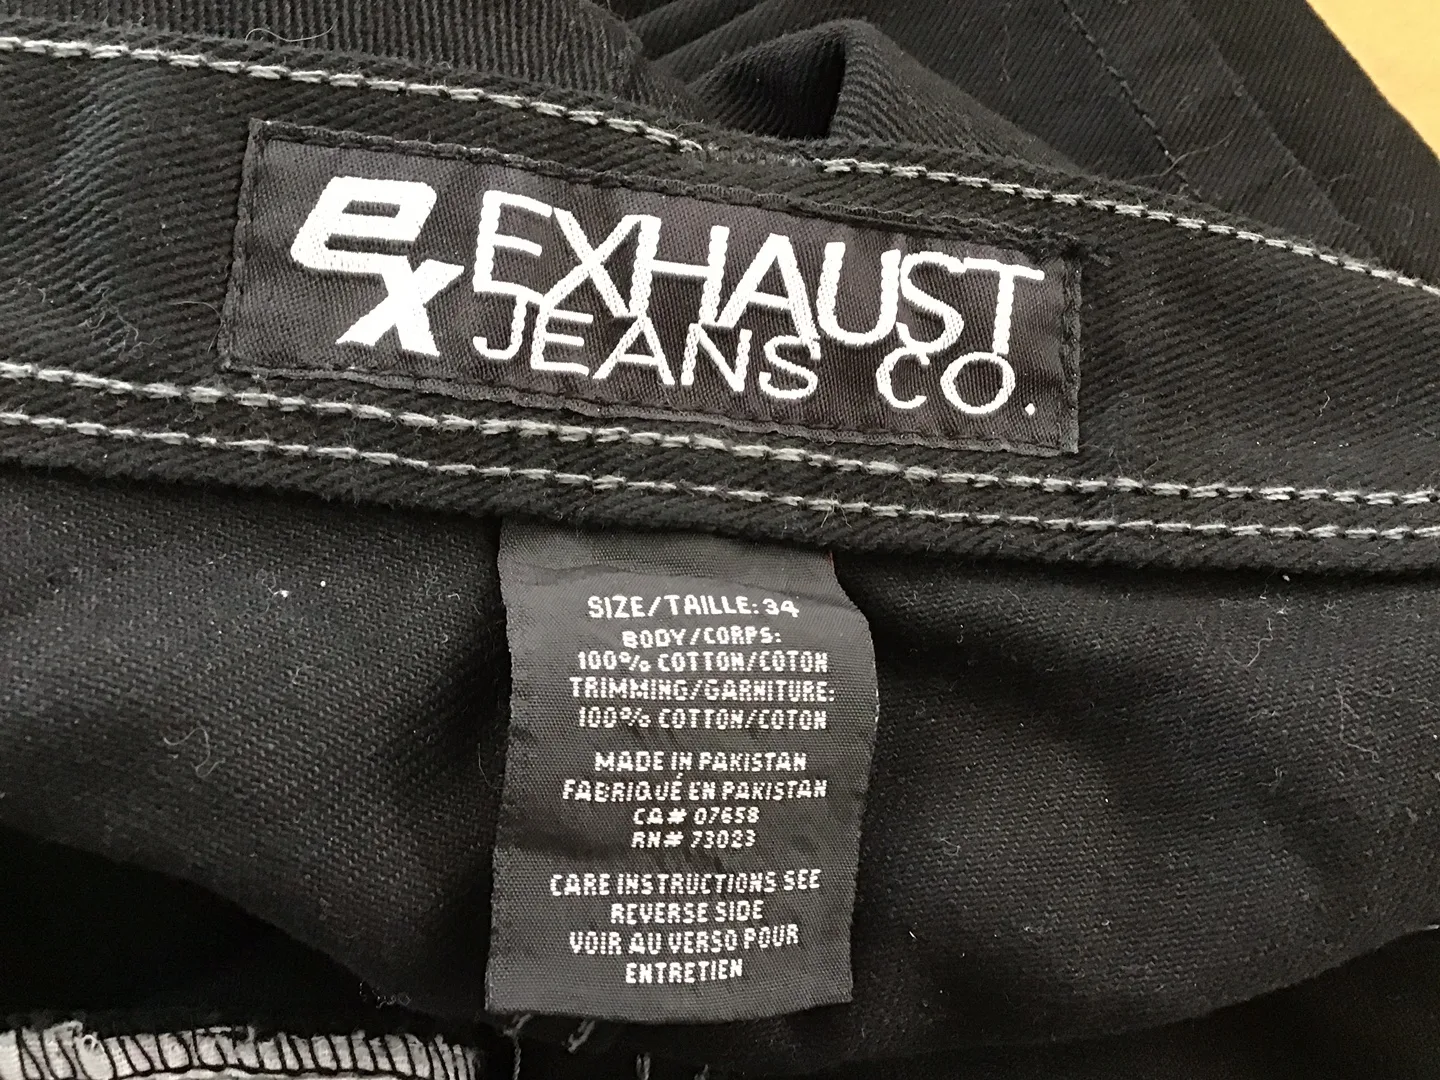 ex EXHAUST
JEANS CO.
SIZE/TAILLE: 34
BODY/CORPS:
100% COTTON/COTON
TRIMMING/GARNITURE:
100% COTTON/COTON
MADE IN PAKISTAN
FABRIQUÉ EN PAKISTAN
CA# 07658
RN# 73023
CARE INSTRUCTIONS SEE
REVERSE SIDE
VOIR AU VERSO POUR
ENTRETIEN